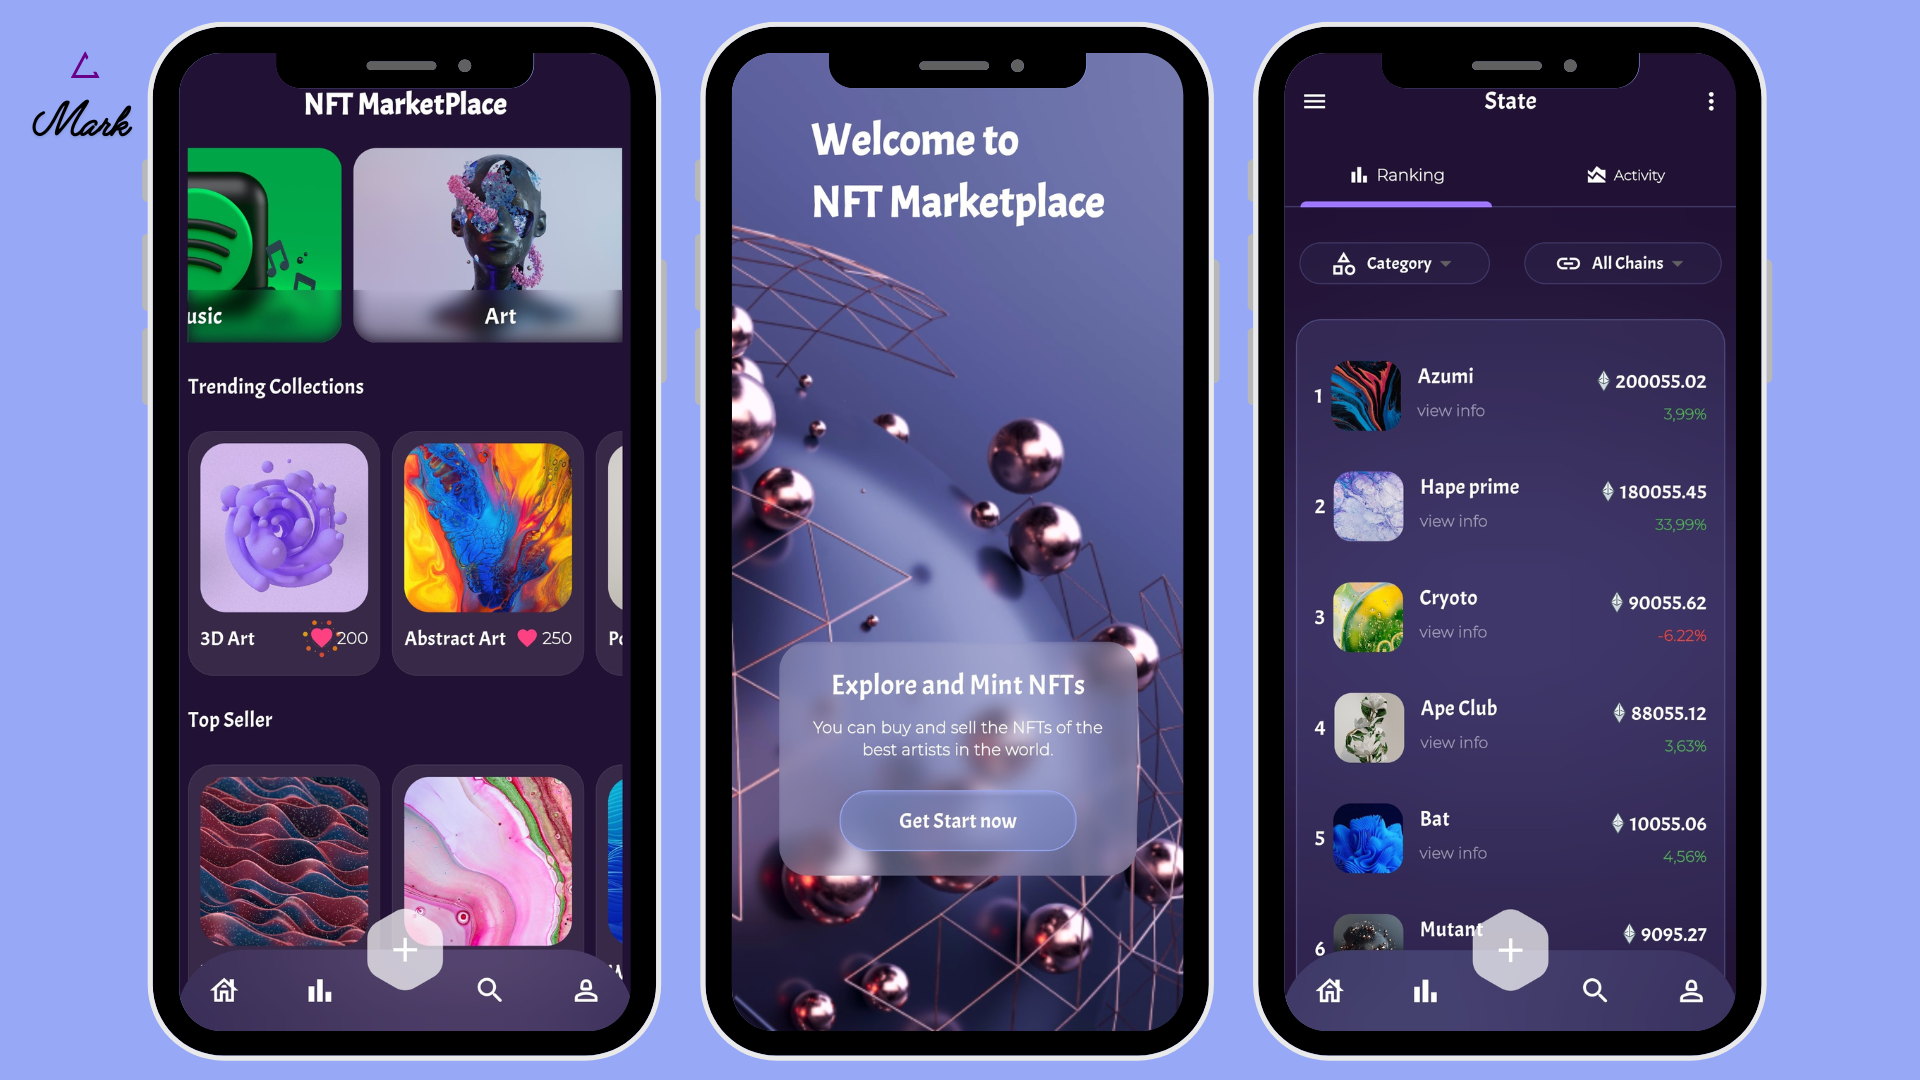 Mark
NFT MarketPlace
usic
Art
Trending Collections
3D Art
200
Abstract Art
250
Top Seller
Welcome to
NFT Marketplace
Explore and Mint NFTs
You can buy and sell the NFTs of the
best artists in the world.
Get Start now
State
Ranking
Activity
Category
All Chains
1
Azumi
200055.02
view info
3,99%
2
Hape prime
180055.45
view info
33,99%
3
Cryoto
90055.62
view info
-6.22%
4
Ape Club
88055.12
view info
3,63%
5
Bat
10055.06
view info
4,56%
6
Mutant
9095.27